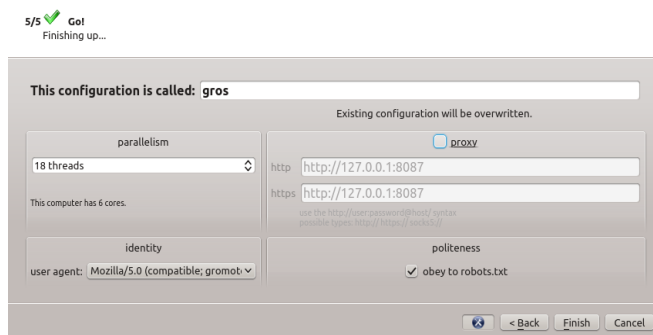 5/5 Go!
Finishing up...
This configuration is called: gros
Existing configuration will be overwritten.
parallelism
18 threads
This computer has 6 cores.
proxy
http http://127.0.0.1:8087
https http://127.0.0.1:8087
use the http://user:password@host/ syntax
possible types: http:// https:// socks5://
identity
user agent: Mozilla/5.0 (compatible; gromot
politeness
obey to robots.txt
< Back Finish Cancel